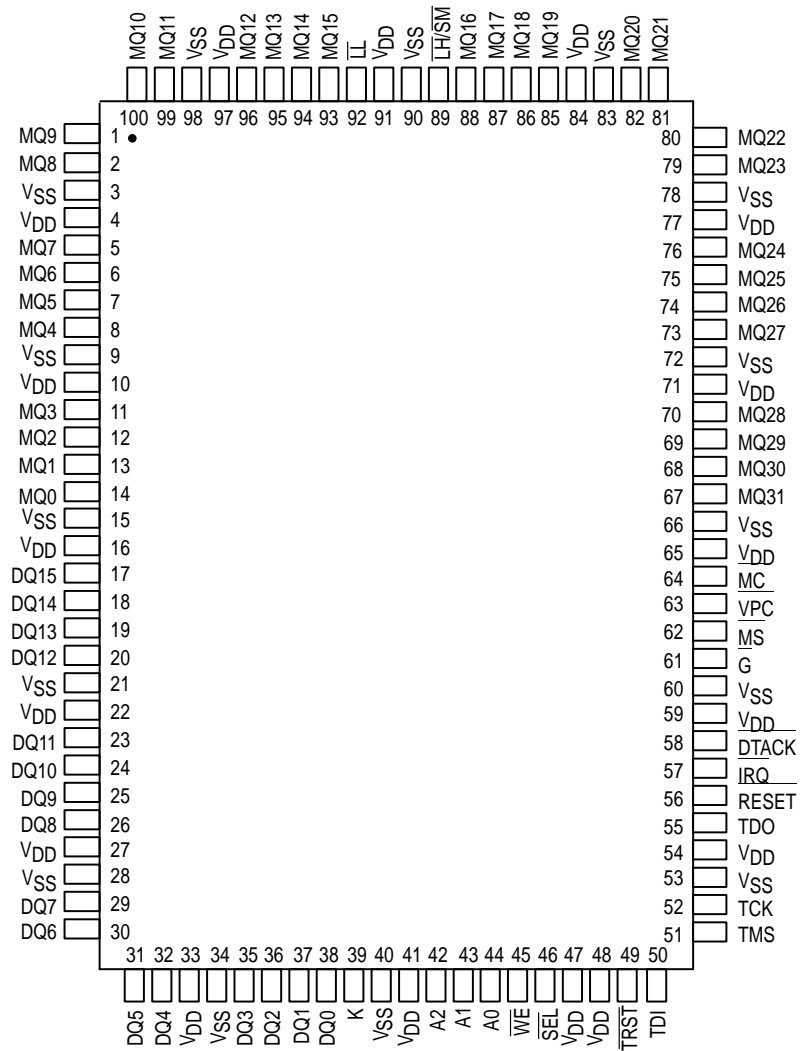 MQ10 MQ11 VSS VDD MQ12 MQ13 MQ14 MQ15 LL VDD VSS LH/SM MQ16 MQ17 MQ18 MQ19 VDD VSS MQ20 MQ21
100 99 98 97 96 95 94 93 92 91 90 89 88 87 86 85 84 83 82 81
MQ9 1 80 MQ22
MQ8 2 79 MQ23
VSS 3 78 VSS
VDD 4 77 VDD
MQ7 5 76 MQ24
MQ6 6 75 MQ25
MQ5 7 74 MQ26
MQ4 8 73 MQ27
VSS 9 72 VSS
VDD 10 71 VDD
MQ3 11 70 MQ28
MQ2 12 69 MQ29
MQ1 13 68 MQ30
MQ0 14 67 MQ31
VSS 15 66 VSS
VDD 16 65 VDD
DQ15 17 64 MC
DQ14 18 63 VPC
DQ13 19 62 MS
DQ12 20 61 G
VSS 21 60 VSS
VDD 22 59 VDD
DQ11 23 58 DTACK
DQ10 24 57 IRQ
DQ9 25 56 RESET
DQ8 26 55 TDO
VDD 27 54 VDD
VSS 28 53 VSS
DQ7 29 52 TCK
DQ6 30 51 TMS
31 32 33 34 35 36 37 38 39 40 41 42 43 44 45 46 47 48 49 50
DQ5 DQ4 VDD VSS DQ3 DQ2 DQ1 DQ0 K VSS VDD A2 A1 A0 WE SEL VDD VDD TRST TDI